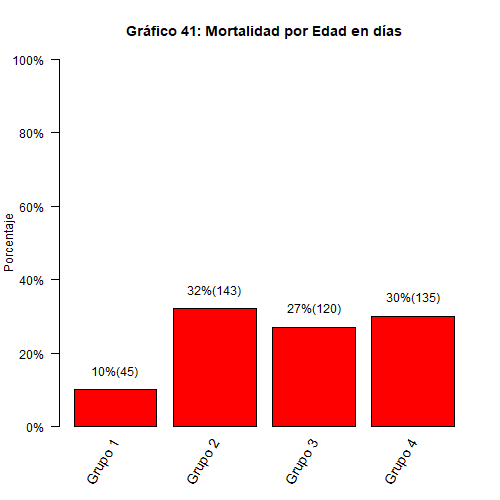 Gráfico 41: Mortalidad por Edad en días
Porcentaje
100%
80%
60%
40%
20%
0%
10%(45)
32%(143)
27%(120)
30%(135)
Grupo 1
Grupo 2
Grupo 3
Grupo 4